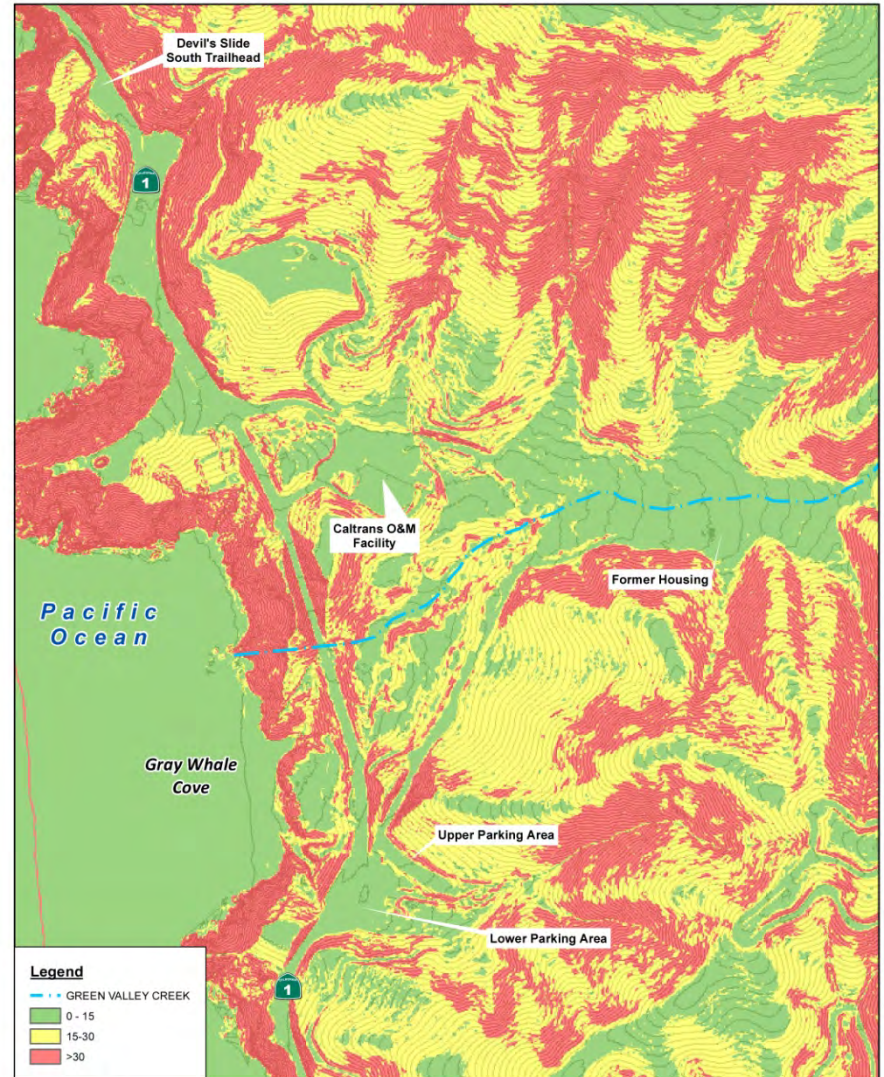 Devil's Slide
South Trailhead
1
Caltrans O&M
Facility
Former Housing
Pacific
Ocean
Gray Whale
Cove
Upper Parking Area
Lower Parking Area
1
Legend
GREEN VALLEY CREEK
0 - 15
15-30
>30